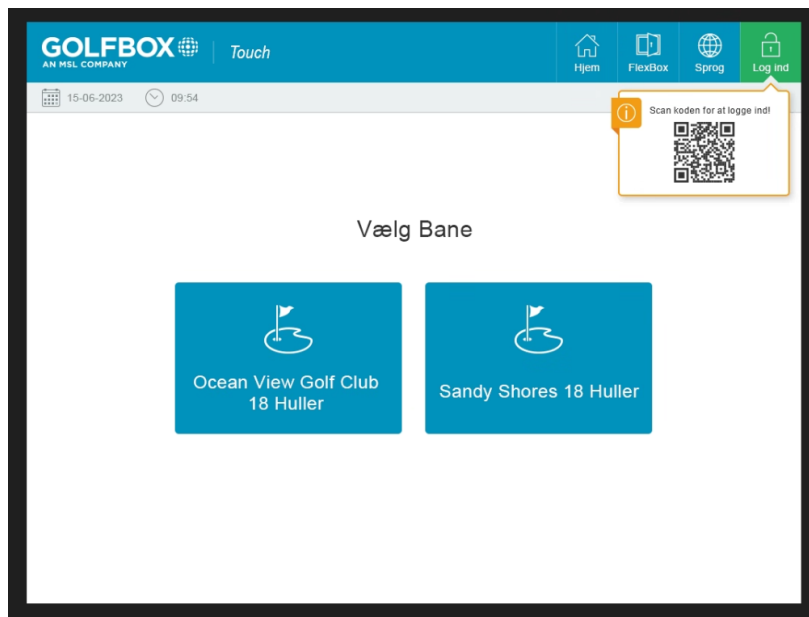 GOLFBOX
AN MSL COMPANY
Touch
Hjem
FlexBox
Sprog
Log ind
15-06-2023
09:54
Scan koden for at logge ind!
Vælg Bane
Ocean View Golf Club
18 Huller
Sandy Shores 18 Huller